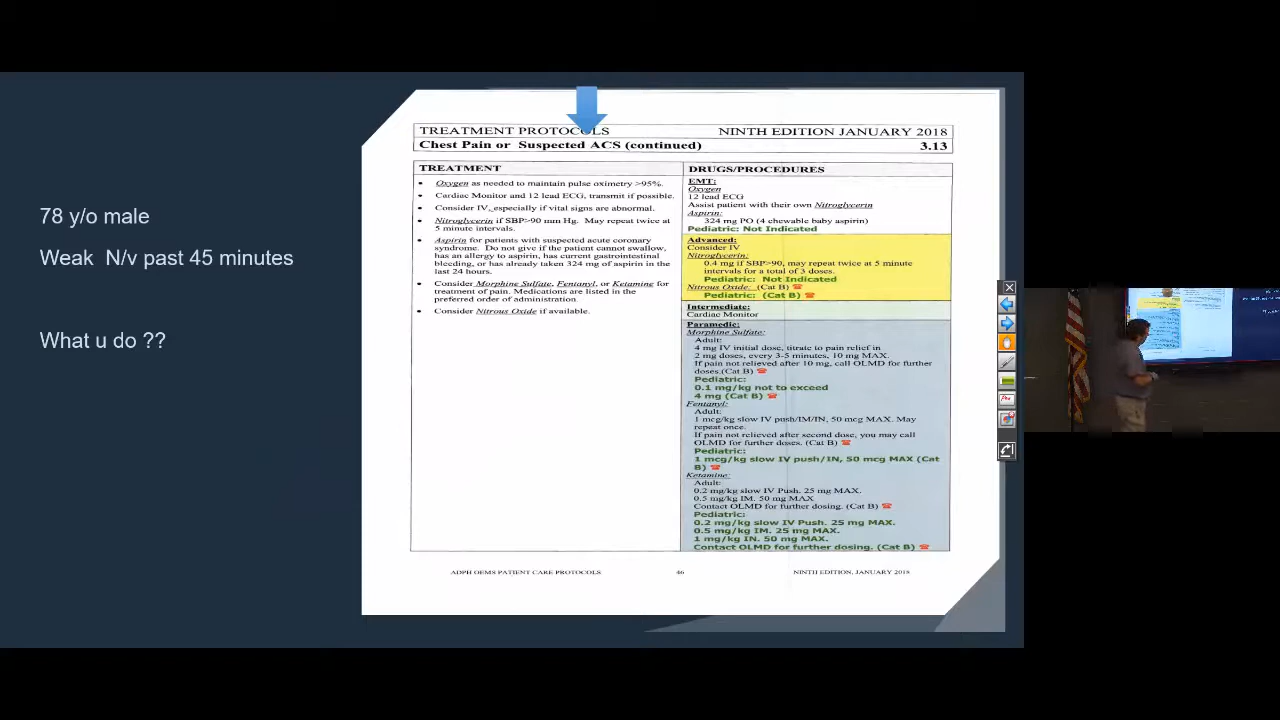 78 y/o male
Weak N/v past 45 minutes
What u do ??
TREATMENT PROTOCOLS NINTH EDITION JANUARY 2018
Chest Pain or Suspected ACS (continued) 3.13
TREATMENT
• Oxygen as needed to maintain pulse oximetry >95%.
• Cardiac Monitor and 12 lead ECG, transmit if possible.
• Consider IV, especially if vital signs are abnormal.
• Nitroglycerin if SBP>90 mm Hg. May repeat twice at
5 minute intervals.
• Aspirin for patients with suspected acute coronary
syndrome. Do not give if the patient cannot swallow,
has an allergy to aspirin, has current gastrointestinal
bleeding, or has already taken 324 mg of aspirin in the
last 24 hours.
• Consider Morphine Sulfate, Fentanyl, or Ketamine for
treatment of pain. Medications are listed in the
preferred order of administration.
• Consider Nitrous Oxide if available.
DRUGS/PROCEDURES
EMT:
Oxygen
12 lead ECG
Assist patient with their own Nitroglycerin
Aspirin:
324 mg PO (4 chewable baby aspirin)
Pediatric: Not Indicated
Advanced:
Consider IV
Nitroglycerin:
0.4 mg if SBP>90, may repeat twice at 5 minute
intervals for a total of 3 doses.
Pediatric: Not Indicated
Nitrous Oxide: (Cat B) ☎
Pediatric: (Cat B) ☎
Intermediate:
Cardiac Monitor
Paramedic:
Morphine Sulfate:
Adult:
4 mg IV initial dose, titrate to pain relief in
2 mg doses, every 3-5 minutes, 10 mg MAX.
If pain not relieved after 10 mg, call OLMD for further
doses.(Cat B) ☎
Pediatric:
0.1 mg/kg not to exceed
4 mg (Cat B) ☎
Fentanyl:
Adult:
1 mcg/kg slow IV push/IM/IN, 50 mcg MAX. May
repeat once.
If pain not relieved after second dose, you may call
OLMD for further doses. (Cat B) ☎
Pediatric:
1 mcg/kg slow IV push/IN, 50 mcg MAX (Cat
B) ☎
Ketamine:
Adult:
0.2 mg/kg slow IV Push. 25 mg MAX.
0.5 mg/kg IM. 50 mg MAX
Contact OLMD for further dosing. (Cat B) ☎
Pediatric:
0.2 mg/kg slow IV Push. 25 mg MAX.
0.5 mg/kg IM. 25 mg MAX.
1 mg/kg IN. 50 mg MAX.
Contact OLMD for further dosing. (Cat B) ☎
ADPH OEMS PATIENT CARE PROTOCOLS 46 NINTH EDITION, JANUARY 2018